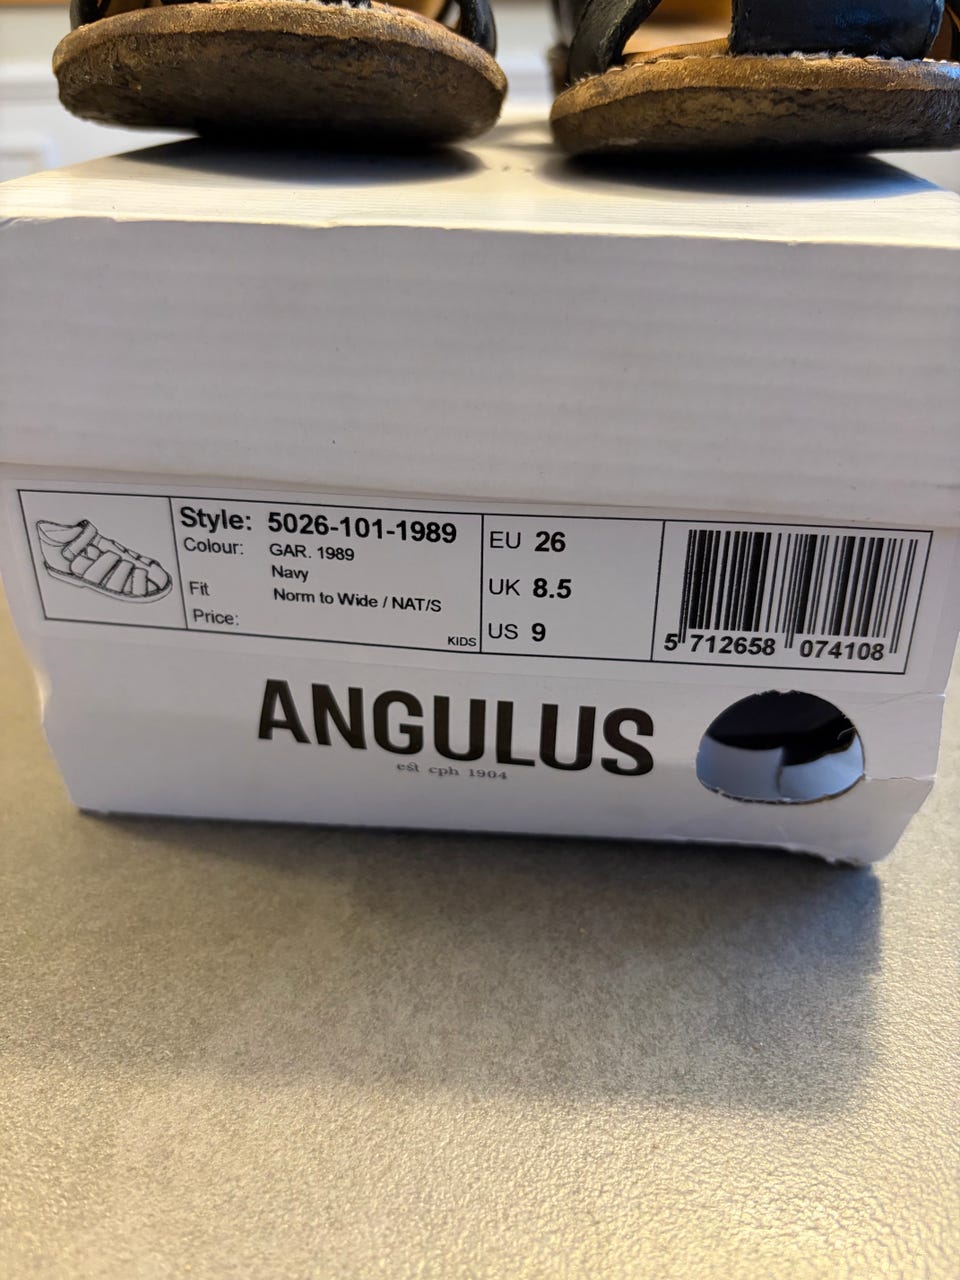 Style: 5026-101-1989
Colour: GAR. 1989
Navy
Fit Norm to Wide / NAT/S
Price:
KIDS
EU 26
UK 8.5
US 9
5 712658 074108
ANGULUS
est cph 1904